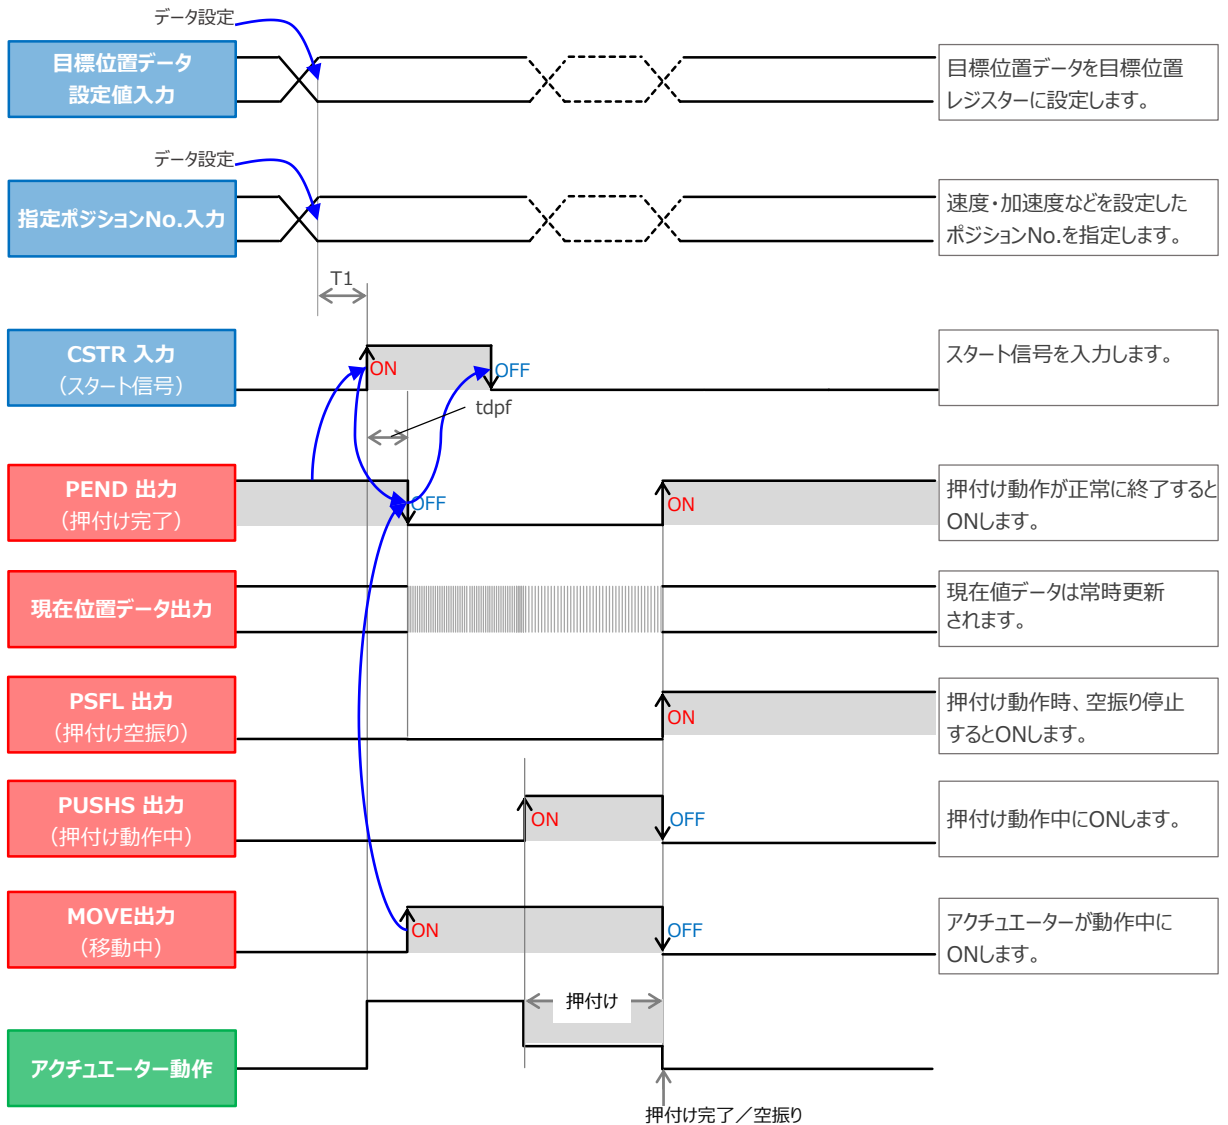 データ設定
目標位置データ
設定値入力
目標位置データを目標位置
レジスターに設定します。
データ設定
指定ポジションNo.入力
速度・加速度などを設定した
ポジションNo.を指定します。
T1
CSTR 入力
（スタート信号）
ON
OFF
スタート信号を入力します。
tdpf
PEND 出力
（押付け完了）
OFF
ON
押付け動作が正常に終了すると
ONします。
現在位置データ出力
現在値データは常時更新
されます。
PSFL 出力
（押付け空振り）
ON
押付け動作時、空振り停止
するとONします。
PUSHS 出力
（押付け動作中）
ON
OFF
押付け動作中にONします。
MOVE出力
（移動中）
ON
OFF
アクチュエーターが動作中に
ONします。
押付け
アクチュエーター動作
押付け完了／空振り